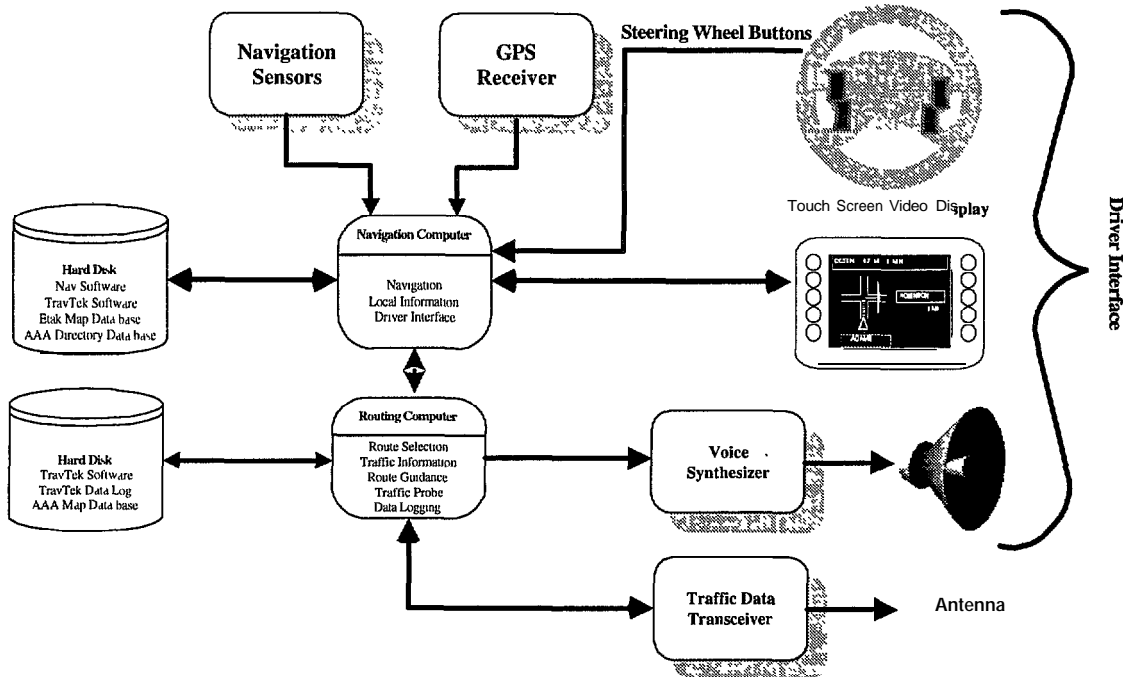 Navigation
Sensors
GPS
Receiver
Steering Wheel Buttons
Touch Screen Video Display
Driver Interface
Navigation Computer
Navigation
Local Information
Driver Interface
Hard Disk
Nav Software
TravTek Software
Etak Map Data base
AAA Directory Data base
Routing Computer
Route Selection
Traffic Information
Route Guidance
Traffic Probe
Data Logging
Hard Disk
TravTek Software
TravTek Data Log
AAA Map Data base
Voice
Synthesizer
Traffic Data
Transceiver
Antenna